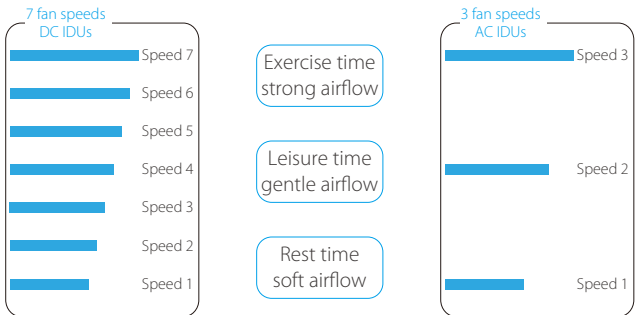 7 fan speeds
DC IDUs
Speed 7
Speed 6
Speed 5
Speed 4
Speed 3
Speed 2
Speed 1
Exercise time
strong airflow
Leisure time
gentle airflow
Rest time
soft airflow
3 fan speeds
AC IDUs
Speed 3
Speed 2
Speed 1